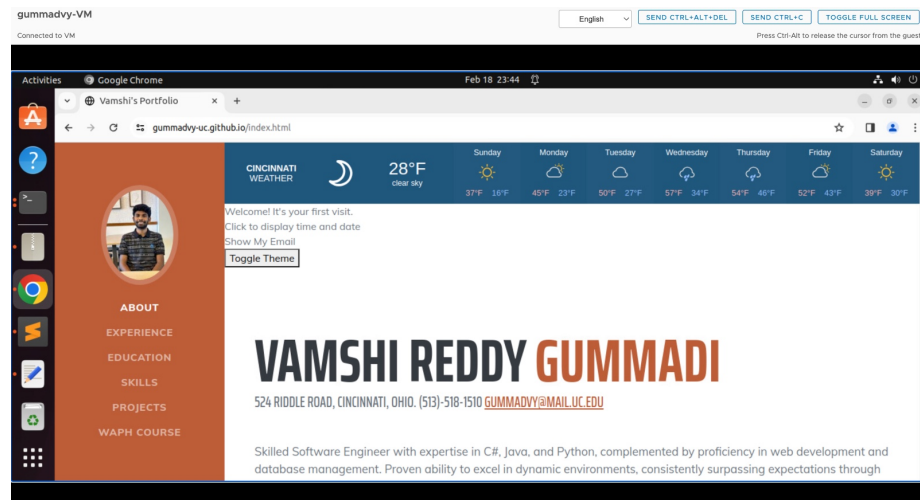 gummadvy-VM
English
SEND CTRL+ALT+DEL
SEND CTRL+C
TOGGLE FULL SCREEN
Connected to VM
Press Ctrl-Alt to release the cursor from the guest
Activities
Google Chrome
Feb 18 23:44
Vamshi's Portfolio
gummadvy-uc.github.io/index.html
CINCINNATI
WEATHER
28°F
clear sky
Sunday Monday Tuesday Wednesday Thursday Friday Saturday
37°F 16°F 45°F 23°F 50°F 27°F 57°F 34°F 54°F 46°F 52°F 43°F 39°F 30°F
Welcome! It's your first visit.
Click to display time and date
Show My Email
Toggle Theme
ABOUT
EXPERIENCE
EDUCATION
SKILLS
PROJECTS
WAPH COURSE
VAMSHI REDDY GUMMADI
524 RIDDLE ROAD, CINCINNATI, OHIO. (513)-518-1510 GUMMADVY@MAIL.UC.EDU
Skilled Software Engineer with expertise in C#, Java, and Python, complemented by proficiency in web development and
database management. Proven ability to excel in dynamic environments, consistently surpassing expectations through